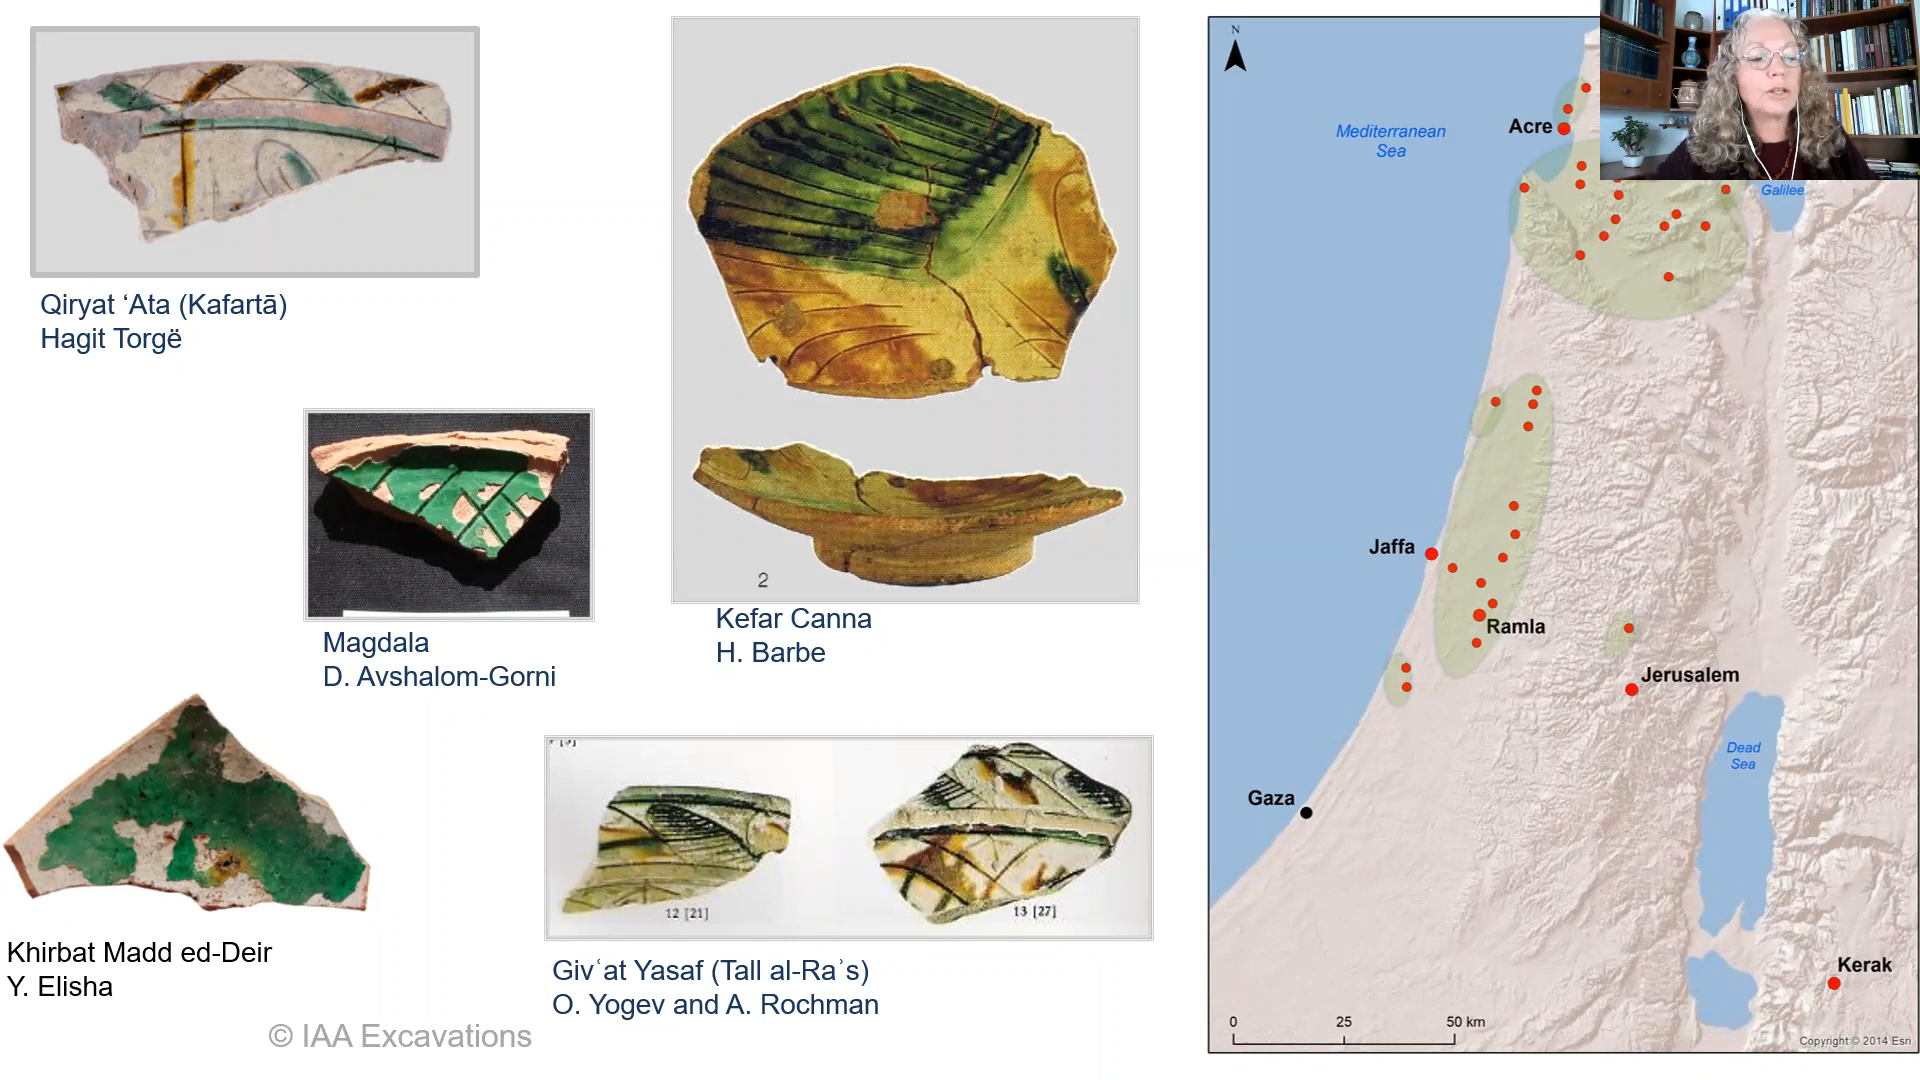 Qiryat ‘Ata (Kafartā)
Hagit Torgë
Magdala
D. Avshalom-Gorni
2
Kefar Canna
H. Barbe
Khirbat Madd ed-Deir
Y. Elisha
12 [21]
13 [27]
Givʿat Yasaf (Tall al-Raʾs)
O. Yogev and A. Rochman
© IAA Excavations
N
Mediterranean
Sea
Acre
Galilee
Jaffa
Ramla
Jerusalem
Dead
Sea
Gaza
Kerak
0 25 50 km
Copyright:© 2014 Esri